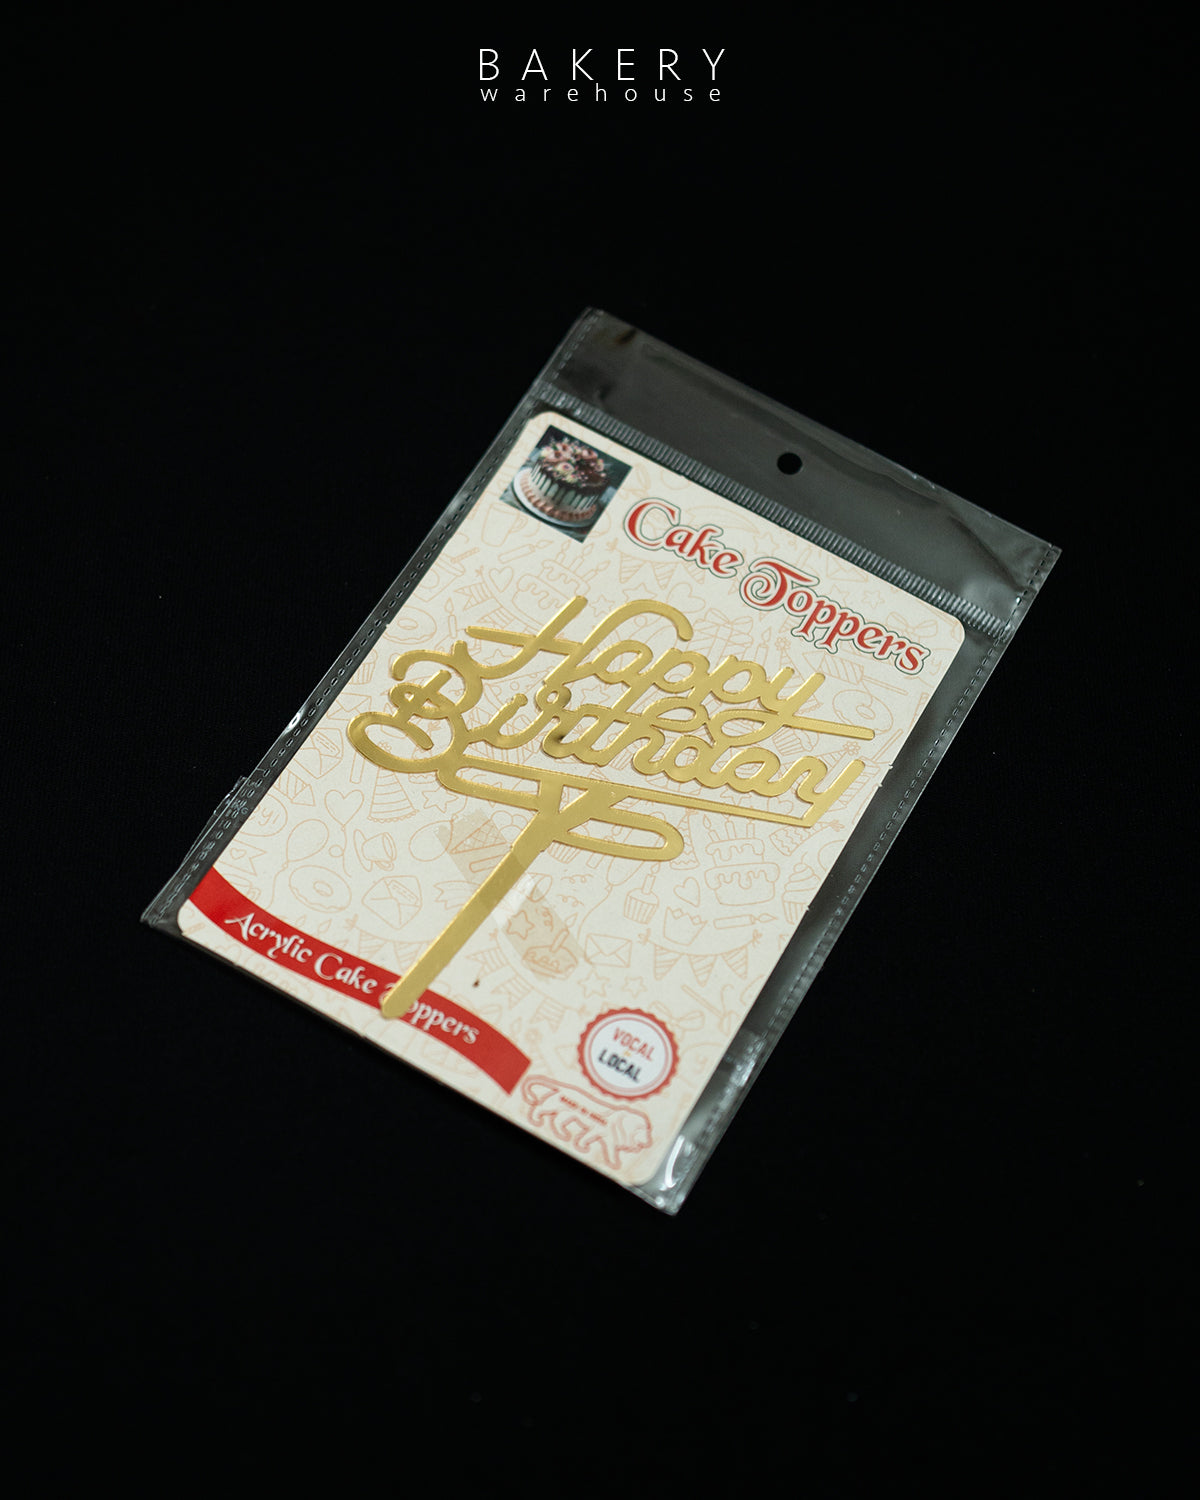 BAKERY
warehouse
Cake Toppers
Happy
Birthday
Acrylic Cake Toppers
VOCAL
LOCAL